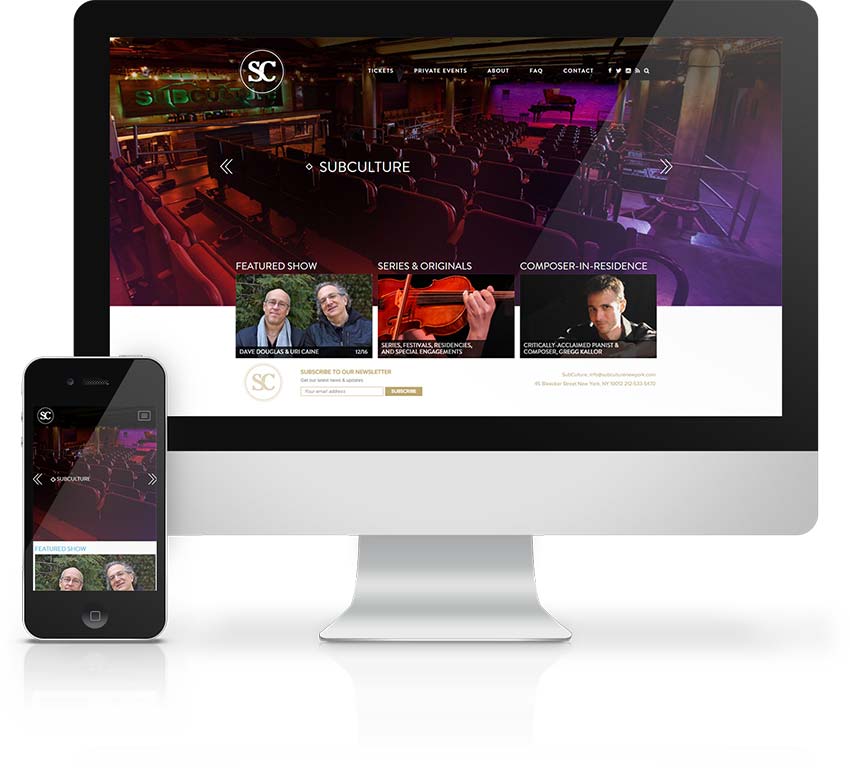 SC
TICKETS PRIVATE EVENTS ABOUT FAQ CONTACT
SUBCULTURE
SUBCULTURE
FEATURED SHOW
SERIES & ORIGINALS
COMPOSER-IN-RESIDENCE
DAVE DOUGLAS & URI CAINE 12/16
SERIES, FESTIVALS, RESIDENCIES,
AND SPECIAL ENGAGEMENTS
CRITICALLY-ACCLAIMED PIANIST &
COMPOSER, GREGG KALLOR
SC
SUBSCRIBE TO OUR NEWSLETTER
Get our latest news & updates
Your email address
SUBSCRIBE
SubCulture, info@subculturenewyork.com
45 Bleecker Street New York, NY 10012 212-533-5470
SC
SUBCULTURE
FEATURED SHOW